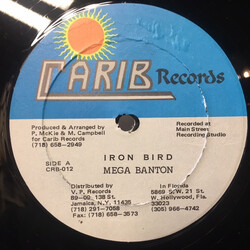 CARIB Records
Produced & Arranged by
P. McKis & M. Campbell
for Carib Records
(718) 658-2949
Recorded at
Main Street
Recording Studio
IRON BIRD
SIDE A
CRB-012
MEGA BANTON
Distributed by
V. P. Records
89-09, 138 St.
Jamaica, N.Y. 11435
(718) 291-7058
Fax: (718) 658-3573
In Florida
5869 S.W. 21 St.
W. Hollywood, Fla.
33023
(305) 966-4742